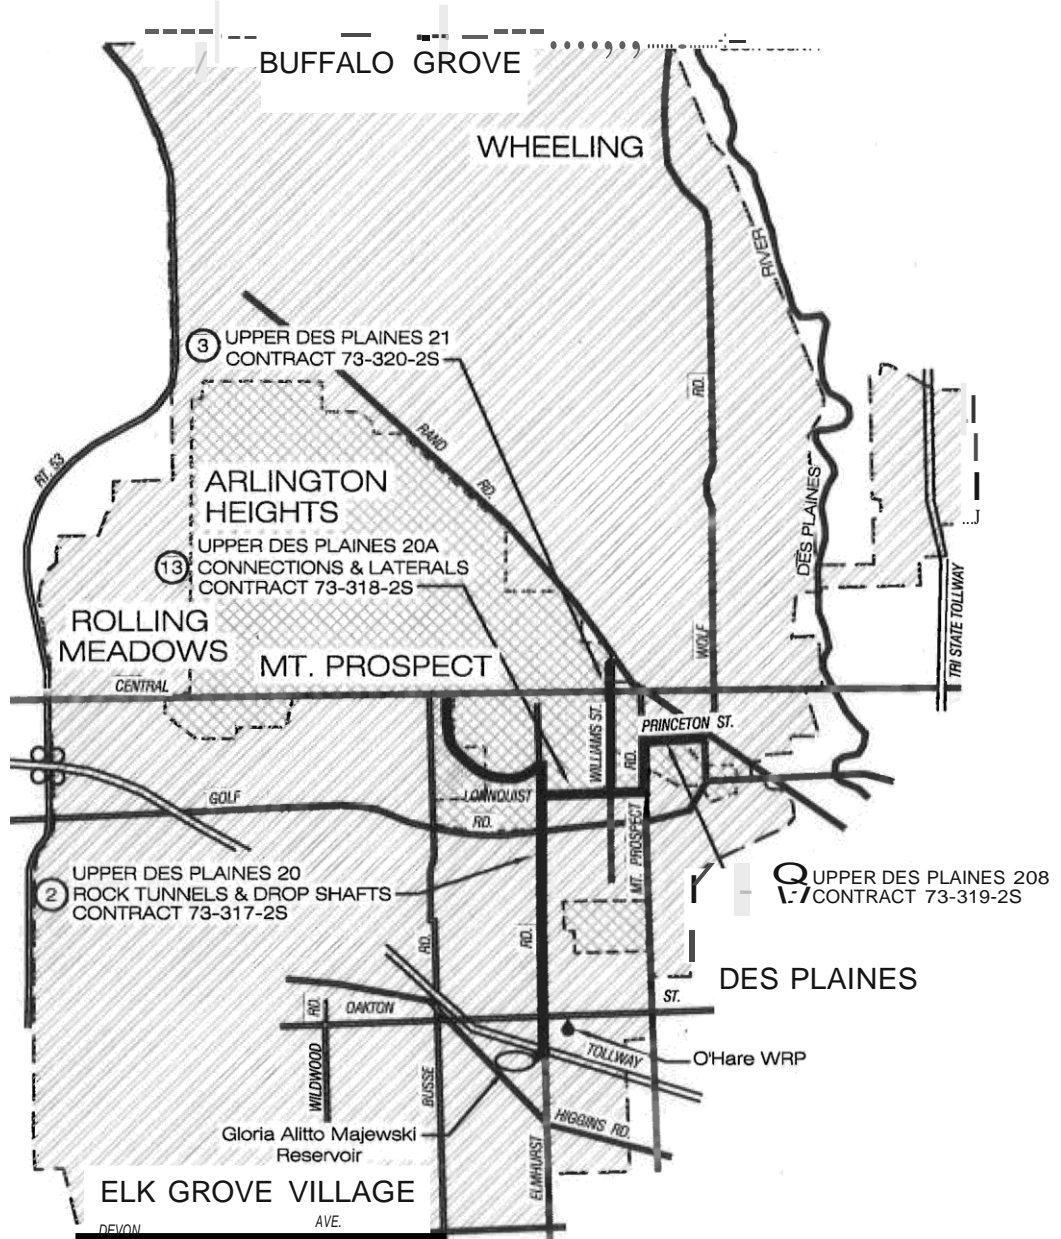 BUFFALO GROVE
WHEELING
RIVER
3
UPPER DES PLAINES 21
CONTRACT 73-320-2S
RD.
RAND
RD.
RT. 53
ARLINGTON
HEIGHTS
DES PLAINES
13
UPPER DES PLAINES 20A
CONNECTIONS & LATERALS
CONTRACT 73-318-2S
TRI STATE TOLLWAY
ROLLING
MEADOWS
WOLF
MT. PROSPECT
CENTRAL
WILLIAMS ST.
PRINCETON ST.
RD.
GOLF
LONNQUIST
RD.
MT. PROSPECT
2
UPPER DES PLAINES 20
ROCK TUNNELS & DROP SHAFTS
CONTRACT 73-317-2S
UPPER DES PLAINES 208
CONTRACT 73-319-2S
RD.
RD.
DES PLAINES
ST.
RD.
OAKTON
TOLLWAY
O'Hare WRP
WILDWOOD
BUSSE
HIGGINS RD.
Gloria Alitto Majewski
Reservoir
ELMHURST
ELK GROVE VILLAGE
DEVON
AVE.